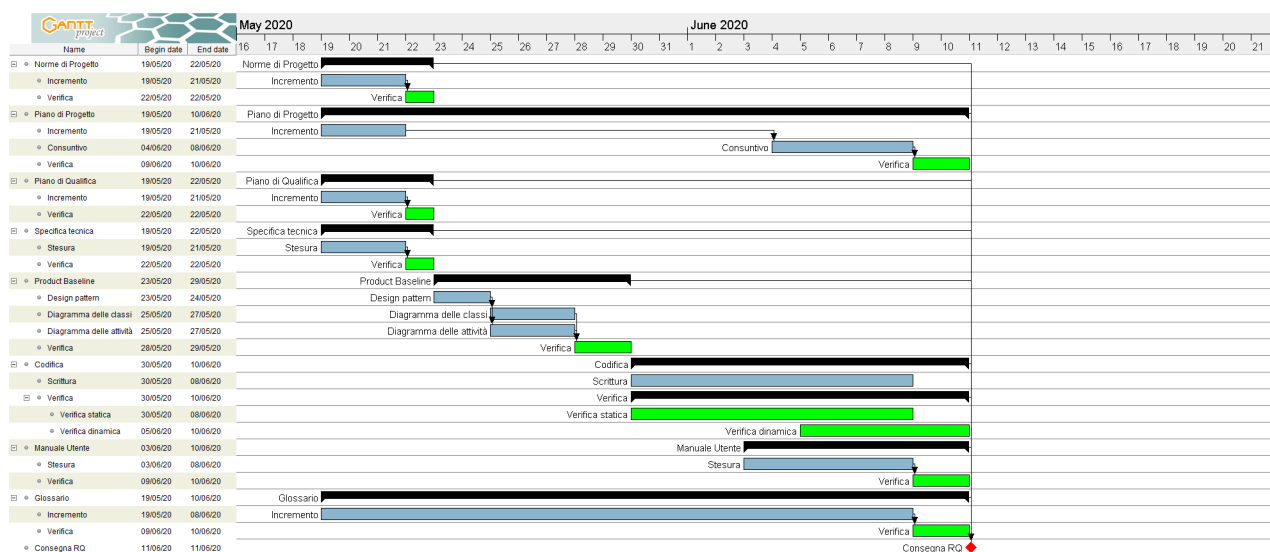 GANTT project May 2020 June 2020
Name Begin date End date 16 17 18 19 20 21 22 23 24 25 26 27 28 29 30 31 1 2 3 4 5 6 7 8 9 10 11 12 13 14 15 16 17 18 19 20 21
Norme di Progetto 19/05/20 22/05/20 Norme di Progetto
Incremento 19/05/20 21/05/20 Incremento
Verifica 22/05/20 22/05/20 Verifica
Piano di Progetto 19/05/20 10/06/20 Piano di Progetto
Incremento 19/05/20 21/05/20 Incremento
Consuntivo 04/06/20 08/06/20 Consuntivo
Verifica 09/06/20 10/06/20 Verifica
Piano di Qualifica 19/05/20 22/05/20 Piano di Qualifica
Incremento 19/05/20 21/05/20 Incremento
Verifica 22/05/20 22/05/20 Verifica
Specifica tecnica 19/05/20 22/05/20 Specifica tecnica
Stesura 19/05/20 21/05/20 Stesura
Verifica 22/05/20 22/05/20 Verifica
Product Baseline 23/05/20 29/05/20 Product Baseline
Design pattern 23/05/20 24/05/20 Design pattern
Diagramma delle classi 25/05/20 27/05/20 Diagramma delle classi
Diagramma delle attività 25/05/20 27/05/20 Diagramma delle attività
Verifica 28/05/20 29/05/20 Verifica
Codifica 30/05/20 10/06/20 Codifica
Scrittura 30/05/20 08/06/20 Scrittura
Verifica 30/05/20 10/06/20 Verifica
Verifica statica 30/05/20 08/06/20 Verifica statica
Verifica dinamica 05/06/20 10/06/20 Verifica dinamica
Manuale Utente 03/06/20 10/06/20 Manuale Utente
Stesura 03/06/20 08/06/20 Stesura
Verifica 09/06/20 10/06/20 Verifica
Glossario 19/05/20 10/06/20 Glossario
Incremento 19/05/20 08/06/20 Incremento
Verifica 09/06/20 10/06/20 Verifica
Consegna RQ 11/06/20 11/06/20 Consegna RQ